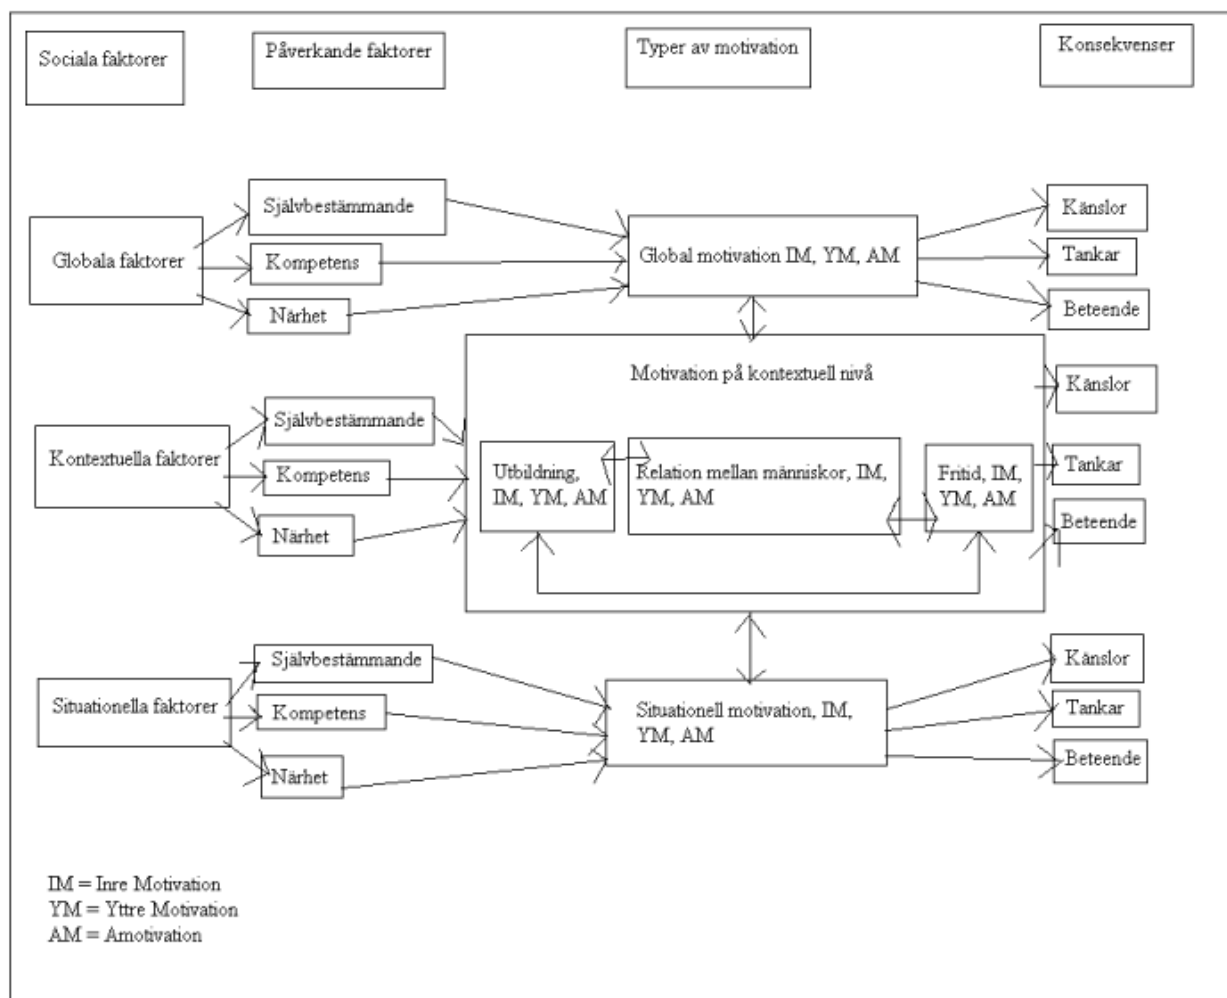 Sociala faktorer
Påverkande faktorer
Typer av motivation
Konsekvenser
Globala faktorer
Självbestämmande
Kompetens
Närhet
Global motivation IM, YM, AM
Känslor
Tankar
Beteende
Kontextuella faktorer
Självbestämmande
Kompetens
Närhet
Motivation på kontextuell nivå
Utbildning,
IM, YM, AM
Relation mellan människor, IM,
YM, AM
Fritid, IM,
YM, AM
Känslor
Tankar
Beteende
Situationella faktorer
Självbestämmande
Kompetens
Närhet
Situationell motivation, IM,
YM, AM
Känslor
Tankar
Beteende
IM = Inre Motivation
YM = Yttre Motivation
AM = Amotivation